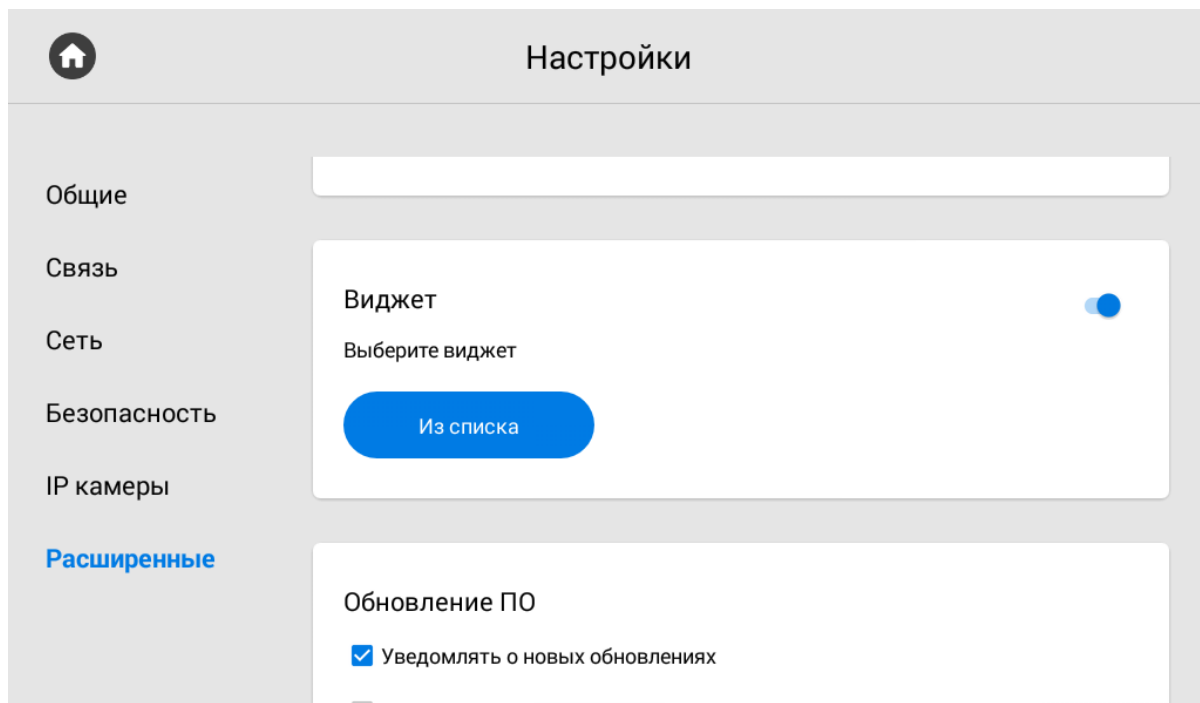 Настройки
Общие
Связь
Сеть
Безопасность
IP камеры
Расширенные
Виджет
Выберите виджет
Из списка
Обновление ПО
Уведомлять о новых обновлениях